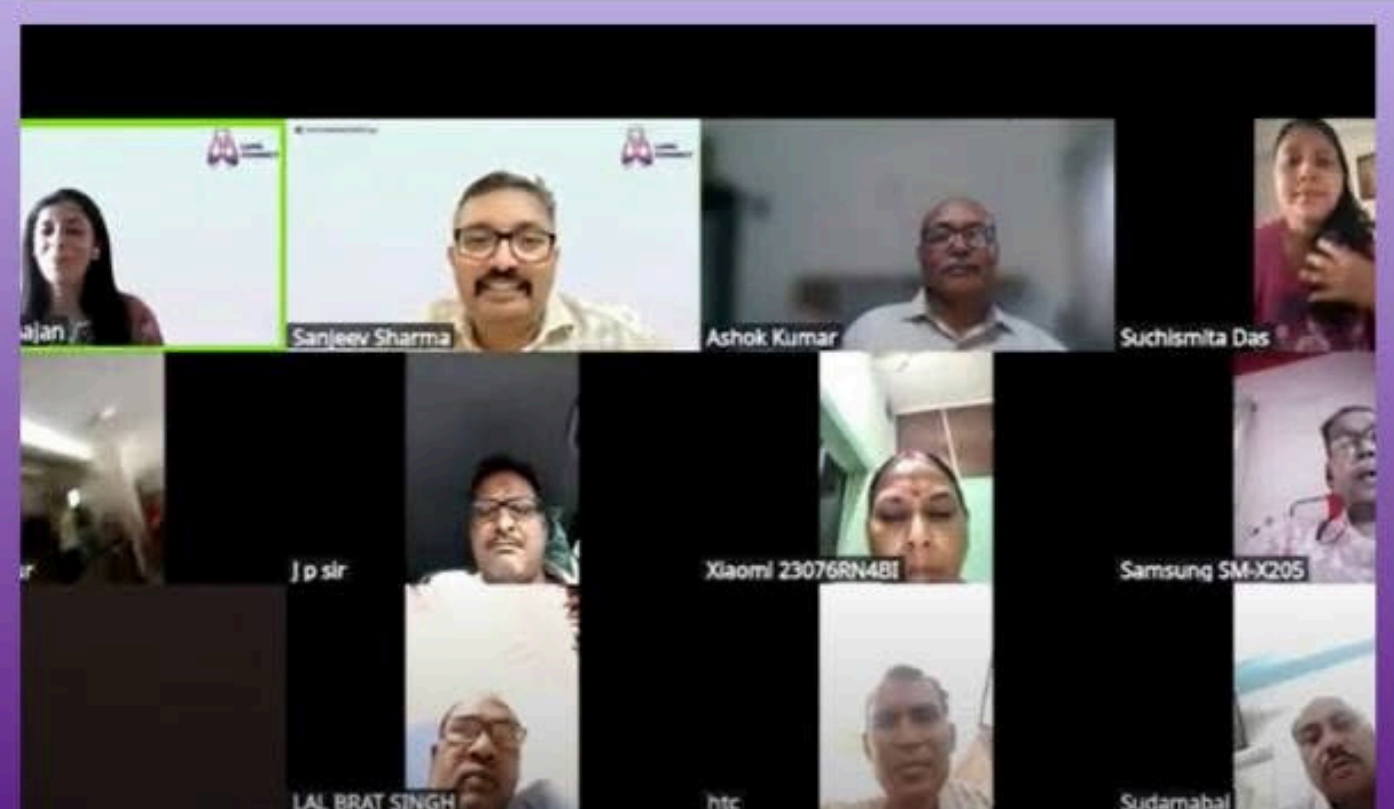 ajan
Sanjeev Sharma
Ashok Kumar
Suchismita Das
J p sir
Xiaomi 23076RN4BI
Samsung SM-X205
LAL BRAT SINGH
htc
Sudamabai